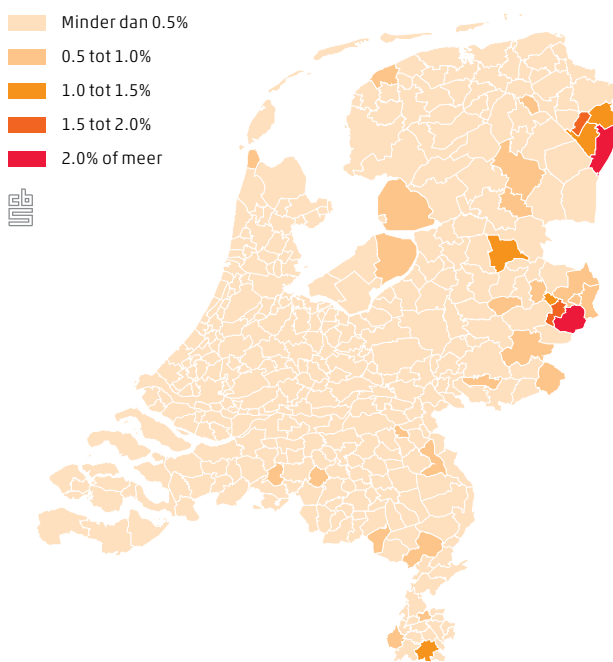 Minder dan 0.5%
0.5 tot 1.0%
1.0 tot 1.5%
1.5 tot 2.0%
2.0% of meer
cbs